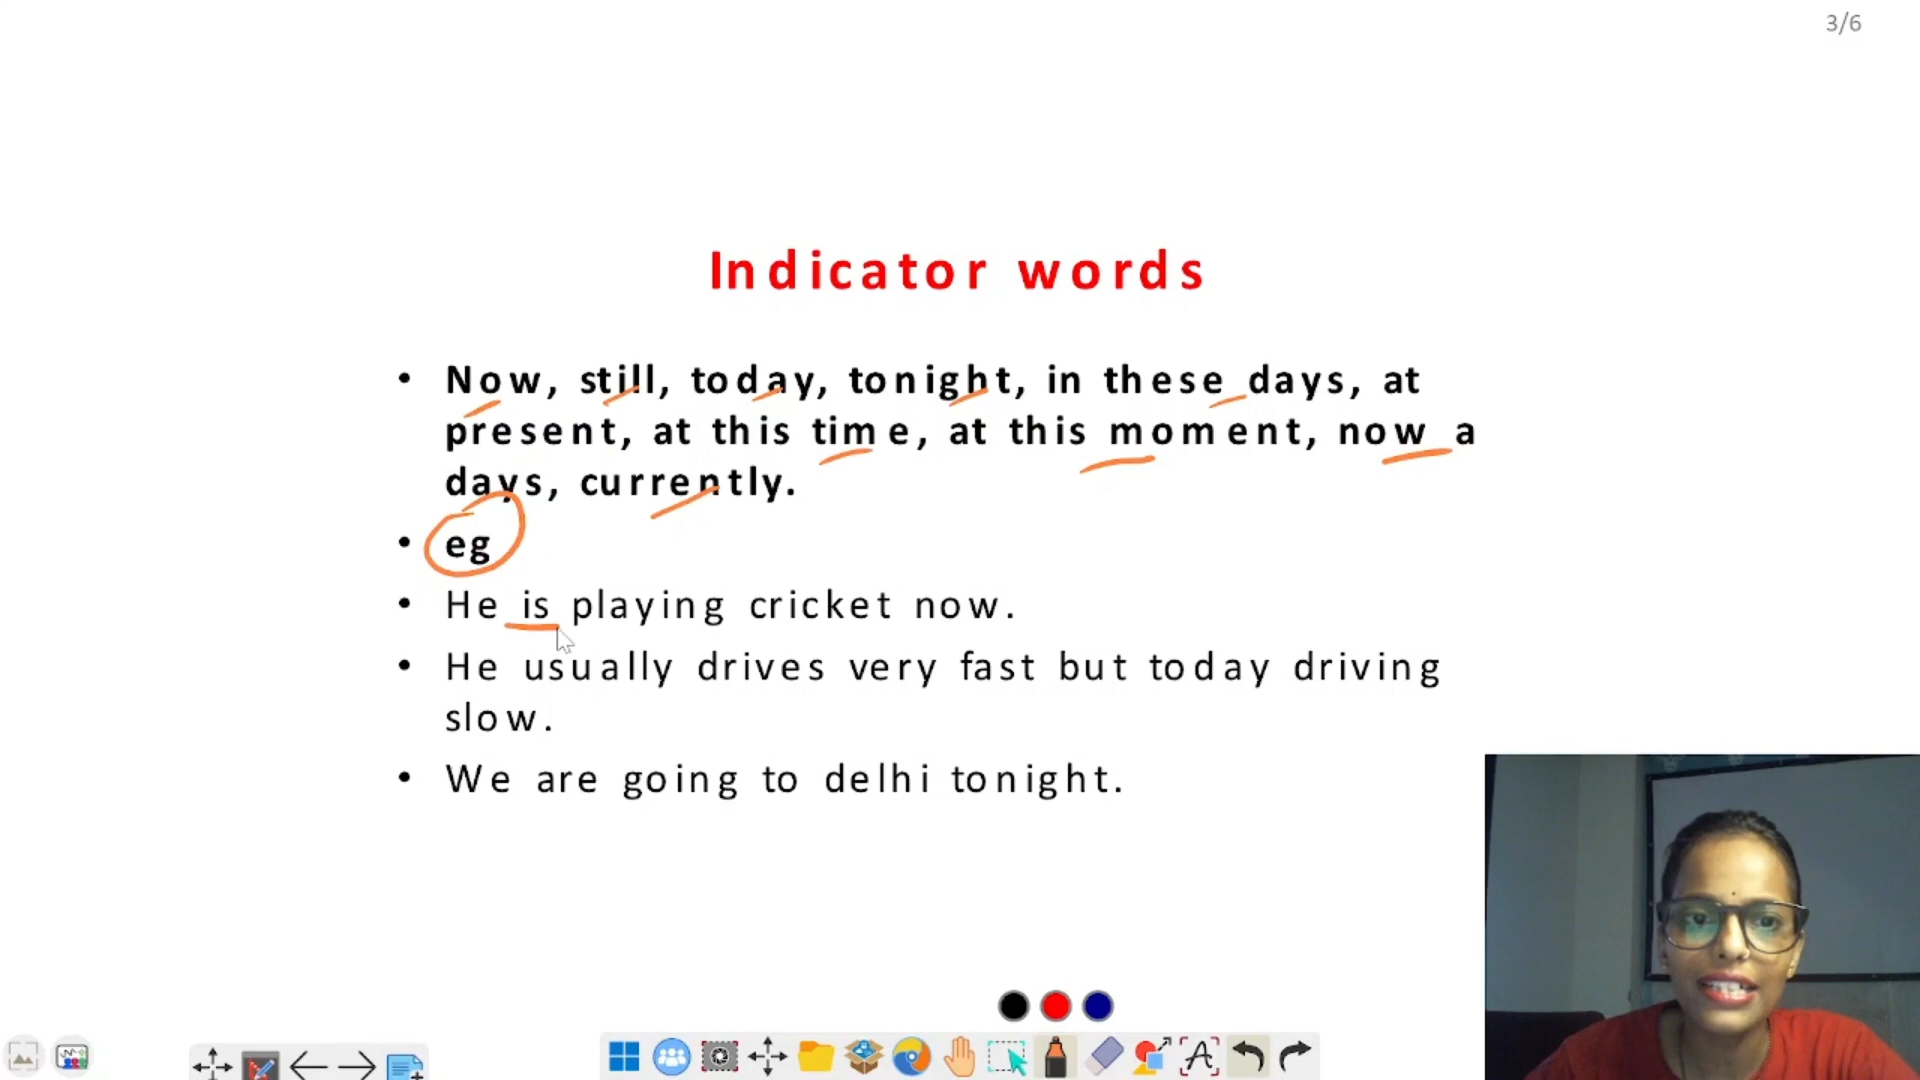 3/6
Indicator words
• Now, still, today, tonight, in these days, at
present, at this time, at this moment, now a
days, currently.
• eg
• He is playing cricket now.
• He usually drives very fast but today driving
slow.
• We are going to delhi tonight.